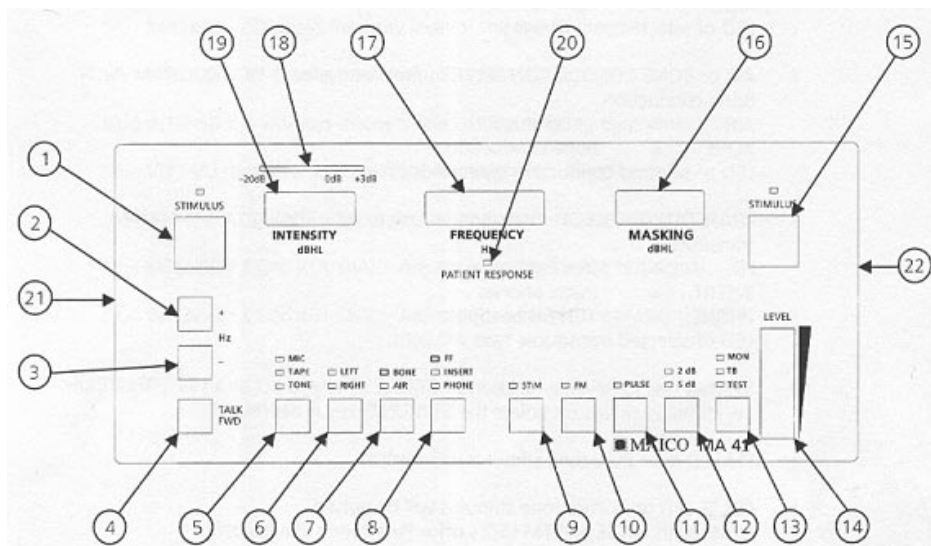 19 18 17 20 16 15
1
2
21
3
4 5 6 7 8 9 10 11 12 13 14
22
-20dB 0dB +3dB
STIMULUS
INTENSITY
dBHL
FREQUENCY
PATIENT RESPONSE
MASKING
dBHL
STIMULUS
+
Hz
−
TALK
FWD
MIC
TAPE
TONE
LEFT
RIGHT
BONE
AIR
FF
INSERT
PHONE
STIM
FM
PULSE
2 dB
5 dB
MON
TB
TEST
LEVEL
MA 41